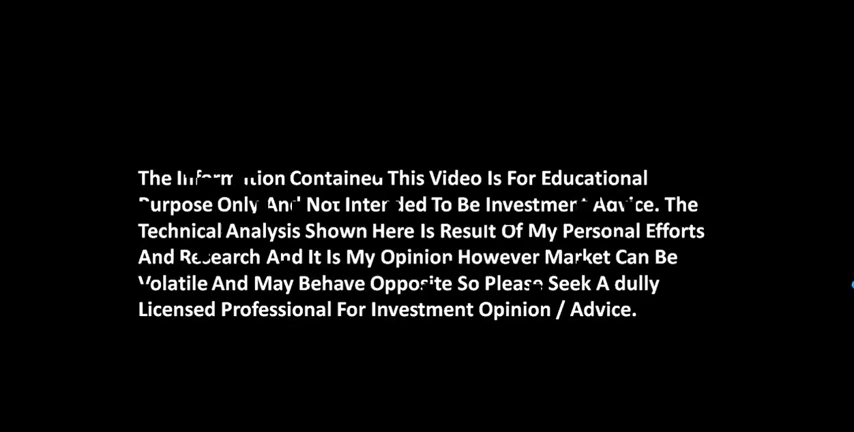 The Information Contained This Video Is For Educational
Purpose Only And Not Intended To Be Investment Advice. The
Technical Analysis Shown Here Is Result Of My Personal Efforts
And Research And It Is My Opinion However Market Can Be
Volatile And May Behave Opposite So Please Seek A dully
Licensed Professional For Investment Opinion / Advice.